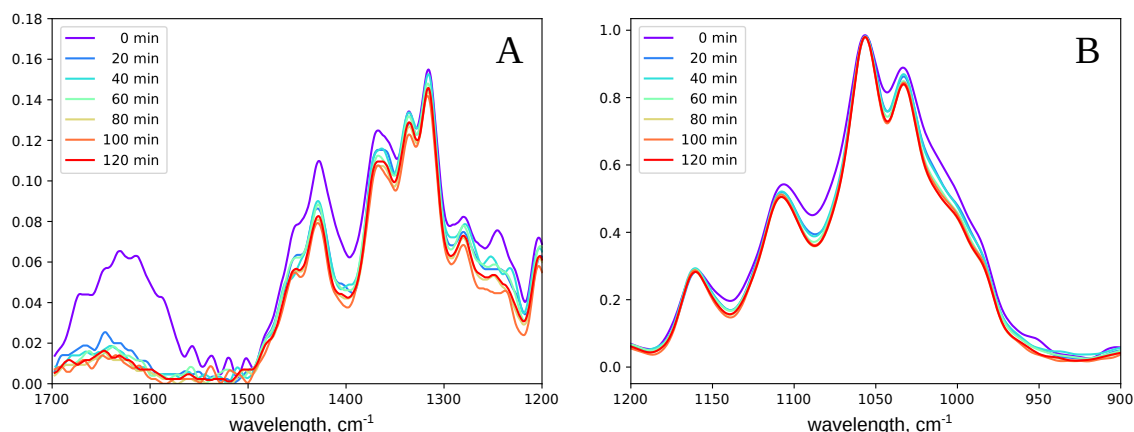 A
0 min
20 min
40 min
60 min
80 min
100 min
120 min
0.18
0.16
0.14
0.12
0.10
0.08
0.06
0.04
0.02
0.00
1700
1600
1500
1400
1300
1200
wavelength, cm-1
B
0 min
20 min
40 min
60 min
80 min
100 min
120 min
1.0
0.8
0.6
0.4
0.2
0.0
1200
1150
1100
1050
1000
950
900
wavelength, cm-1